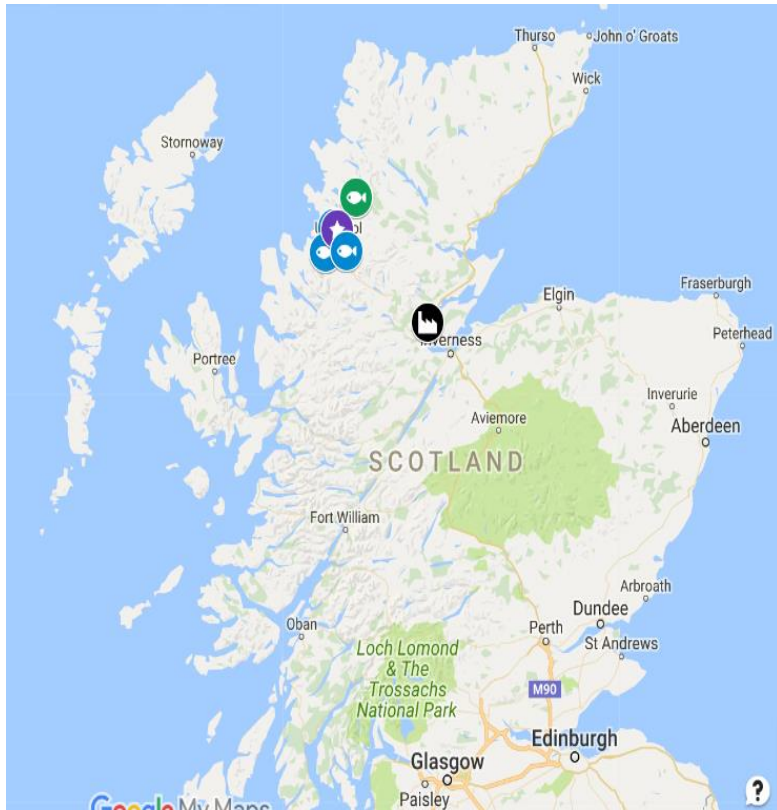 Thurso
John o' Groats
Wick
Stornoway
Fraserburgh
Elgin
Peterhead
Inverness
Portree
Inverurie
Aviemore
Aberdeen
SCOTLAND
Fort William
Arbroath
Dundee
Oban
Perth
St Andrews
Loch Lomond
& The
Trossachs
National Park
M90
Edinburgh
Glasgow
Paisley
Google My Maps
?